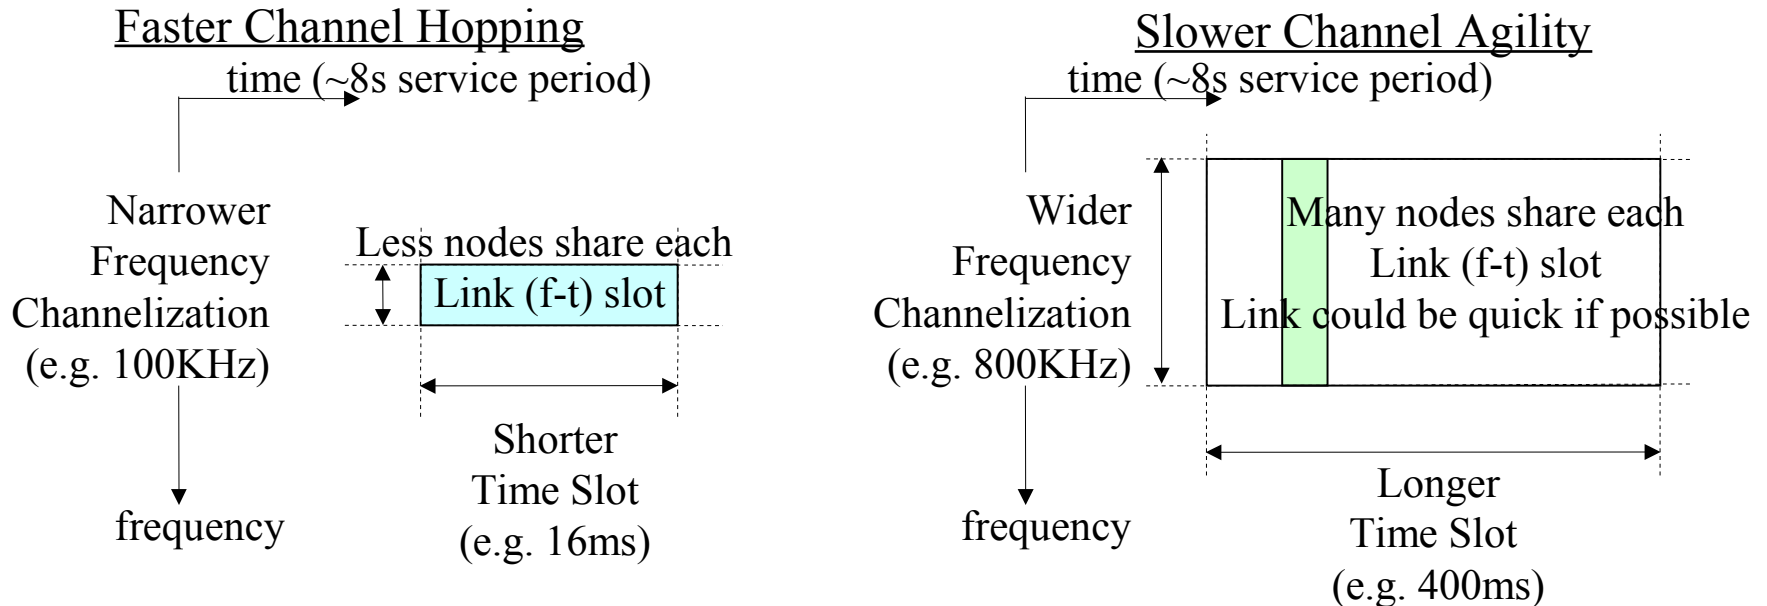 Faster Channel Hopping
time (~8s service period)
Narrower
Frequency
Channelization
(e.g. 100KHz)
Less nodes share each
Link (f-t) slot
Shorter
Time Slot
(e.g. 16ms)
frequency
Slower Channel Agility
time (~8s service period)
Wider
Frequency
Channelization
(e.g. 800KHz)
Many nodes share each
Link (f-t) slot
Link could be quick if possible
Longer
Time Slot
(e.g. 400ms)
frequency